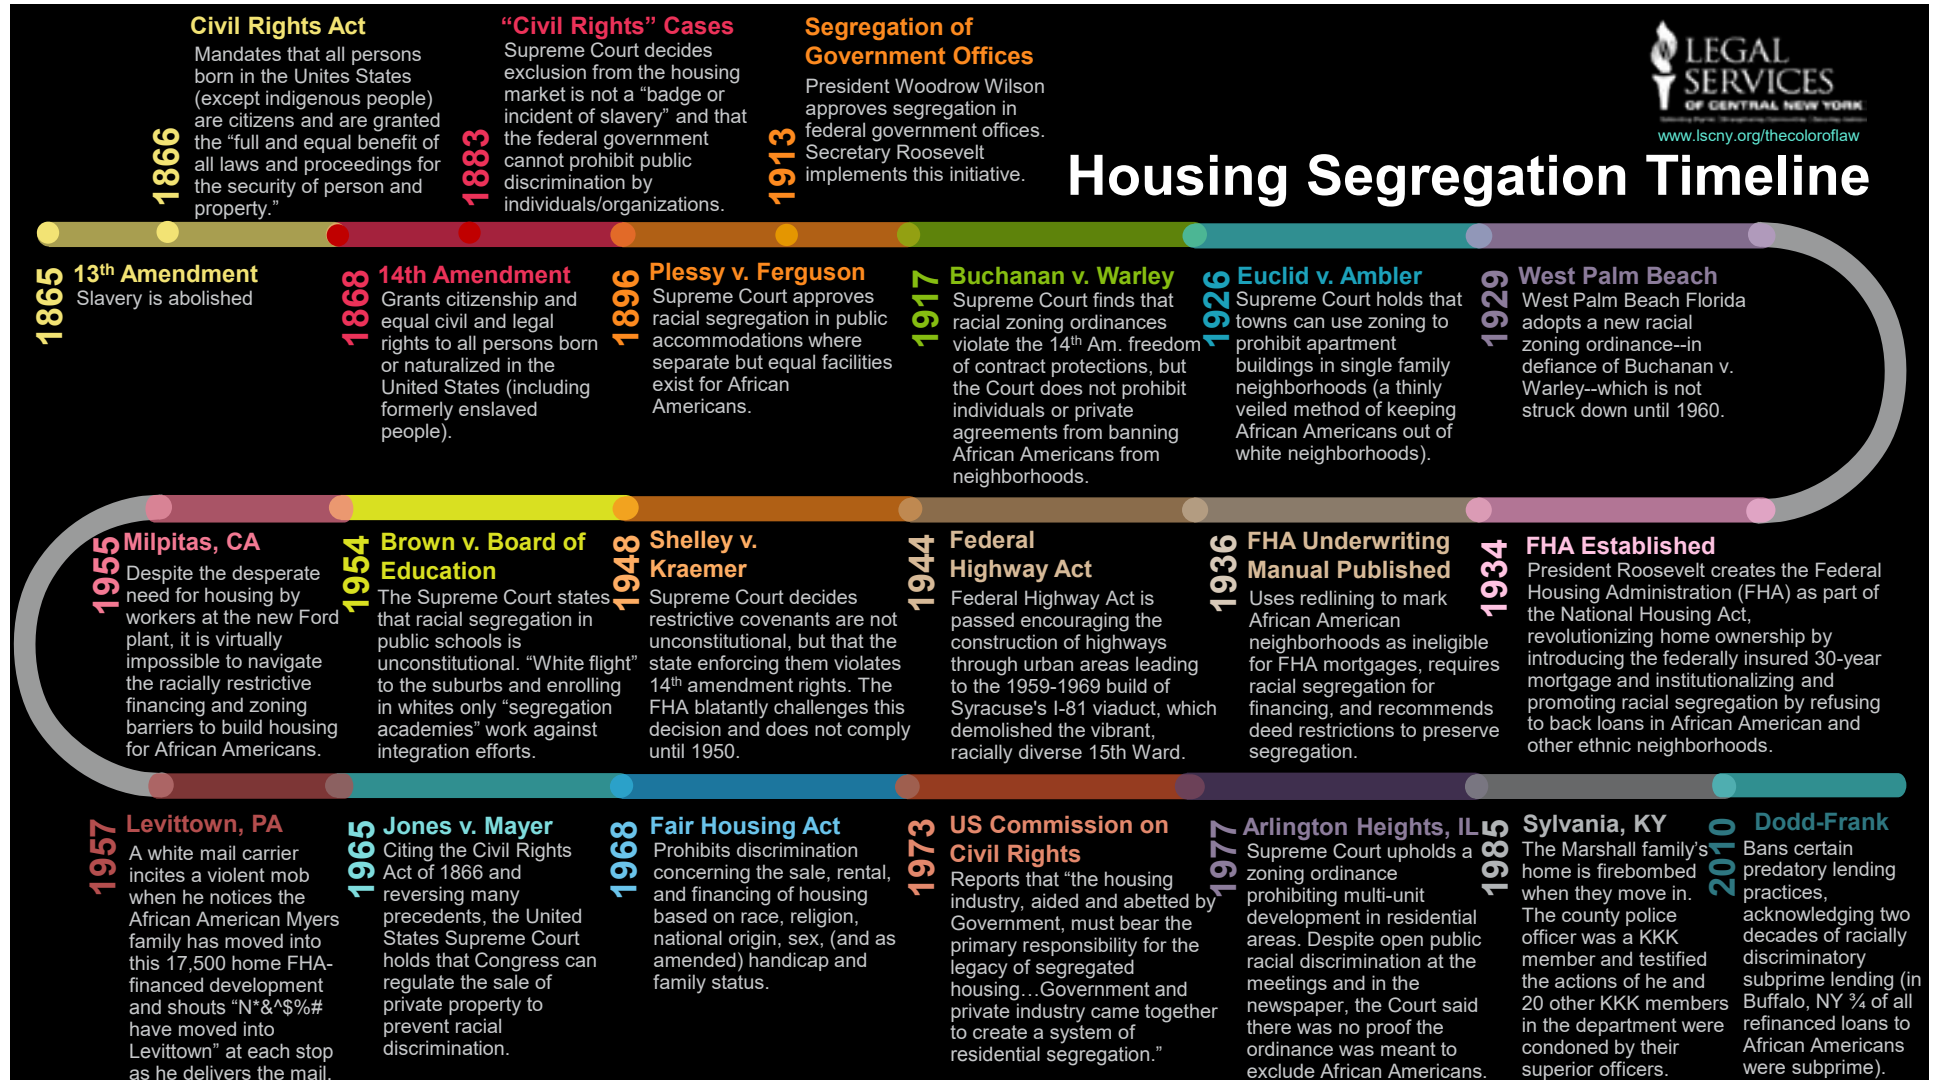 Civil Rights Act
Mandates that all persons
born in the Unites States
(except indigenous people)
are citizens and are granted
the “full and equal benefit of
all laws and proceedings for
the security of person and
property.”
1866
“Civil Rights” Cases
Supreme Court decides
exclusion from the housing
market is not a “badge or
incident of slavery” and that
the federal government
cannot prohibit public
discrimination by
individuals/organizations.
1883
Segregation of
Government Offices
President Woodrow Wilson
approves segregation in
federal government offices.
Secretary Roosevelt
implements this initiative.
1913
LEGAL
SERVICES
OF CENTRAL NEW YORK
www.lscny.org/thecoloroflaw
Housing Segregation Timeline
1865
13th Amendment
Slavery is abolished
1868
14th Amendment
Grants citizenship and
equal civil and legal
rights to all persons born
or naturalized in the
United States (including
formerly enslaved
people).
1896
Plessy v. Ferguson
Supreme Court approves
racial segregation in public
accommodations where
separate but equal facilities
exist for African
Americans.
1917
Buchanan v. Warley
Supreme Court finds that
racial zoning ordinances
violate the 14th Am. freedom
of contract protections, but
the Court does not prohibit
individuals or private
agreements from banning
African Americans from
neighborhoods.
1926
Euclid v. Ambler
Supreme Court holds that
towns can use zoning to
prohibit apartment
buildings in single family
neighborhoods (a thinly
veiled method of keeping
African Americans out of
white neighborhoods).
1929
West Palm Beach
West Palm Beach Florida
adopts a new racial
zoning ordinance--in
defiance of Buchanan v.
Warley--which is not
struck down until 1960.
1955
Milpitas, CA
Despite the desperate
need for housing by
workers at the new Ford
plant, it is virtually
impossible to navigate
the racially restrictive
financing and zoning
barriers to build housing
for African Americans.
1954
Brown v. Board of
Education
The Supreme Court states
that racial segregation in
public schools is
unconstitutional. “White flight”
to the suburbs and enrolling
in whites only “segregation
academies” work against
integration efforts.
1948
Shelley v.
Kraemer
Supreme Court decides
restrictive covenants are not
unconstitutional, but that the
state enforcing them violates
14th amendment rights. The
FHA blatantly challenges this
decision and does not comply
until 1950.
1944
Federal
Highway Act
Federal Highway Act is
passed encouraging the
construction of highways
through urban areas leading
to the 1959-1969 build of
Syracuse's I-81 viaduct, which
demolished the vibrant,
racially diverse 15th Ward.
1936
FHA Underwriting
Manual Published
Uses redlining to mark
African American
neighborhoods as ineligible
for FHA mortgages, requires
racial segregation for
financing, and recommends
deed restrictions to preserve
segregation.
1934
FHA Established
President Roosevelt creates the Federal
Housing Administration (FHA) as part of
the National Housing Act,
revolutionizing home ownership by
introducing the federally insured 30-year
mortgage and institutionalizing and
promoting racial segregation by refusing
to back loans in African American and
other ethnic neighborhoods.
1957
Levittown, PA
A white mail carrier
incites a violent mob
when he notices the
African American Myers
family has moved into
this 17,500 home FHA-
financed development
and shouts “N*&^$%#
have moved into
Levittown” at each stop
as he delivers the mail.
1965
Jones v. Mayer
Citing the Civil Rights
Act of 1866 and
reversing many
precedents, the United
States Supreme Court
holds that Congress can
regulate the sale of
private property to
prevent racial
discrimination.
1968
Fair Housing Act
Prohibits discrimination
concerning the sale, rental,
and financing of housing
based on race, religion,
national origin, sex, (and as
amended) handicap and
family status.
1973
US Commission on
Civil Rights
Reports that “the housing
industry, aided and abetted by
Government, must bear the
primary responsibility for the
legacy of segregated
housing…Government and
private industry came together
to create a system of
residential segregation.”
1977
Arlington Heights, IL
Supreme Court upholds a
zoning ordinance
prohibiting multi-unit
development in residential
areas. Despite open public
racial discrimination at the
meetings and in the
newspaper, the Court said
there was no proof the
ordinance was meant to
exclude African Americans.
1985
Sylvania, KY
The Marshall family’s
home is firebombed
when they move in.
The county police
officer was a KKK
member and testified
the actions of he and
20 other KKK members
in the department were
condoned by their
superior officers.
2010
Dodd-Frank
Bans certain
predatory lending
practices,
acknowledging two
decades of racially
discriminatory
subprime lending (in
Buffalo, NY ¾ of all
refinanced loans to
African Americans
were subprime).